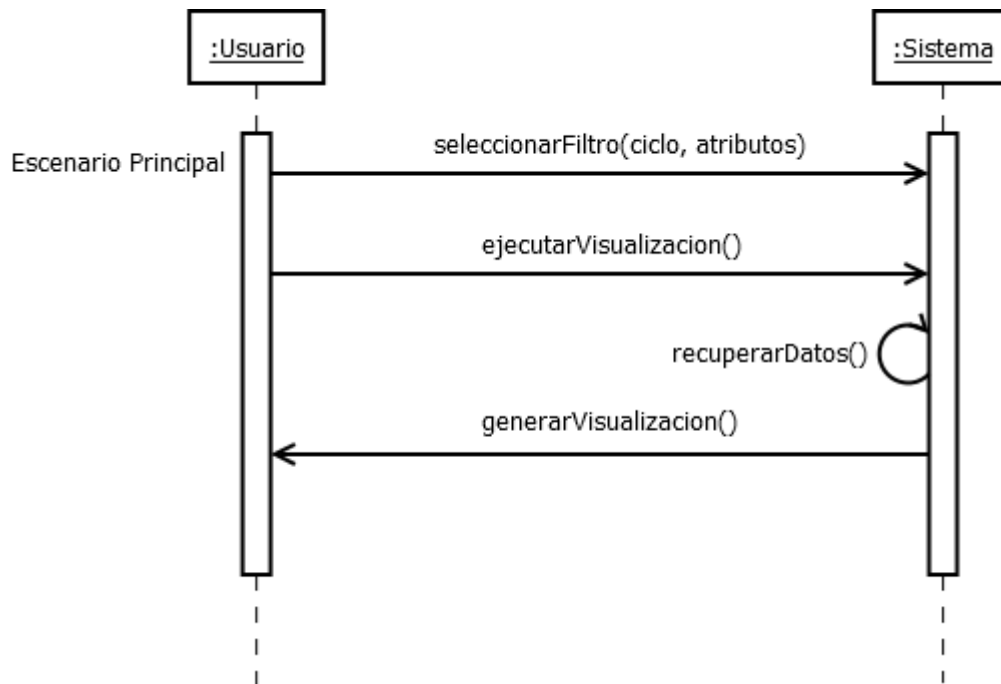 :Usuario
:Sistema
Escenario Principal
seleccionarFiltro(ciclo, atributos)
ejecutarVisualizacion()
recuperarDatos()
generarVisualizacion()